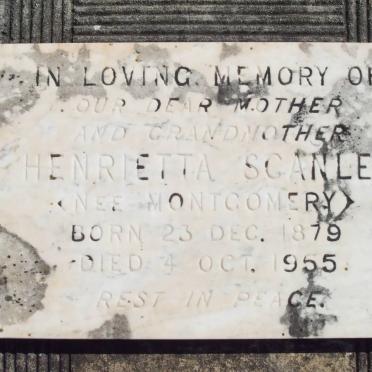 IN LOVING MEMORY OF
OUR DEAR MOTHER
AND GRANDMOTHER
HENRIETTA SCANLE
(NEE MONTGOMERY)
BORN 23 DEC. 1879
DIED 4 OCT. 1955
REST IN PEACE.